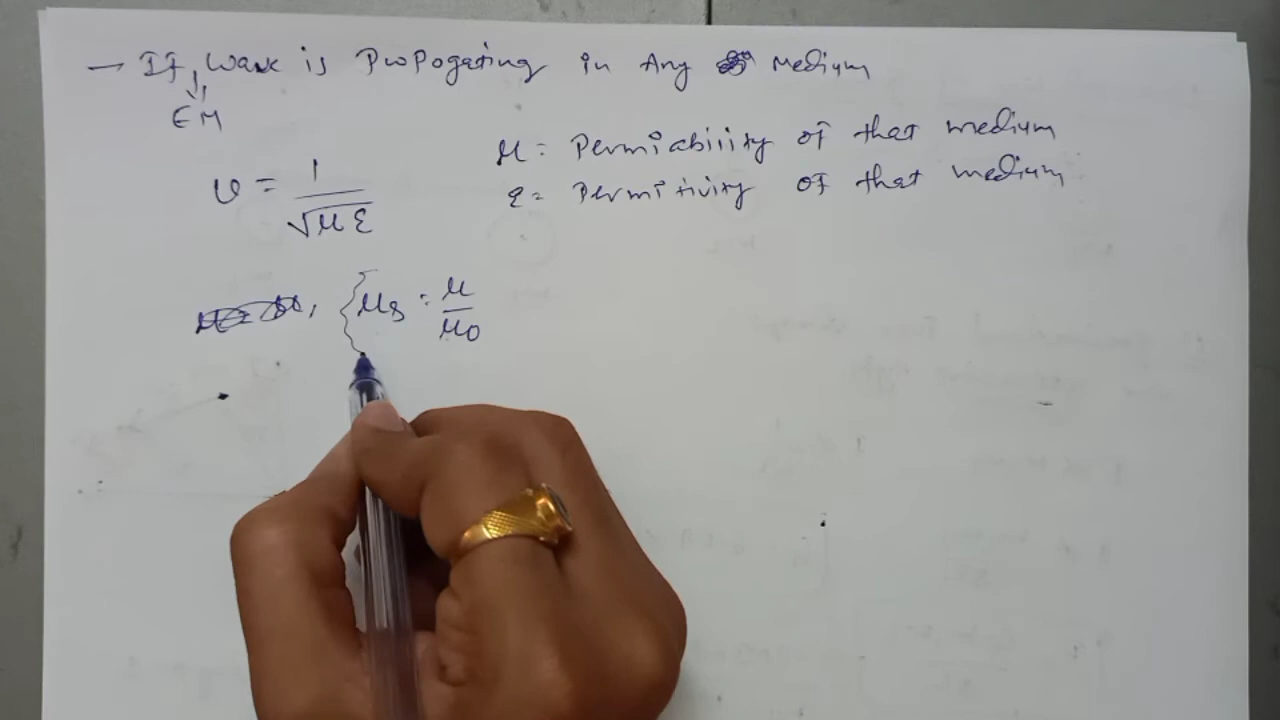 — If, Wave is Propogating in Any Medium
EM
μ = Permiability of that medium
υ = 1/√με
ε = Permitivity of that medium
{ μr = μ/μ0